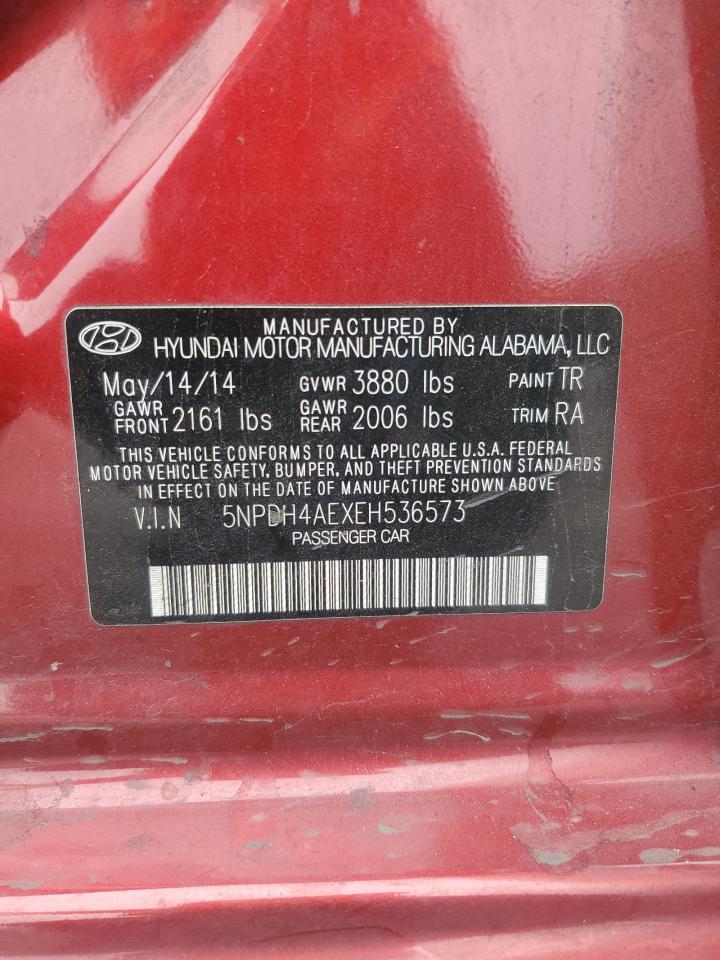 MANUFACTURED BY
HYUNDAI MOTOR MANUFACTURING ALABAMA, LLC
May/14/14 GVWR 3880 lbs PAINT TR
GAWR FRONT 2161 lbs GAWR REAR 2006 lbs TRIM RA
THIS VEHICLE CONFORMS TO ALL APPLICABLE U.S.A. FEDERAL
MOTOR VEHICLE SAFETY, BUMPER, AND THEFT PREVENTION STANDARDS
IN EFFECT ON THE DATE OF MANUFACTURE SHOWN ABOVE.
V.I.N 5NPDH4AEXEH536573
PASSENGER CAR